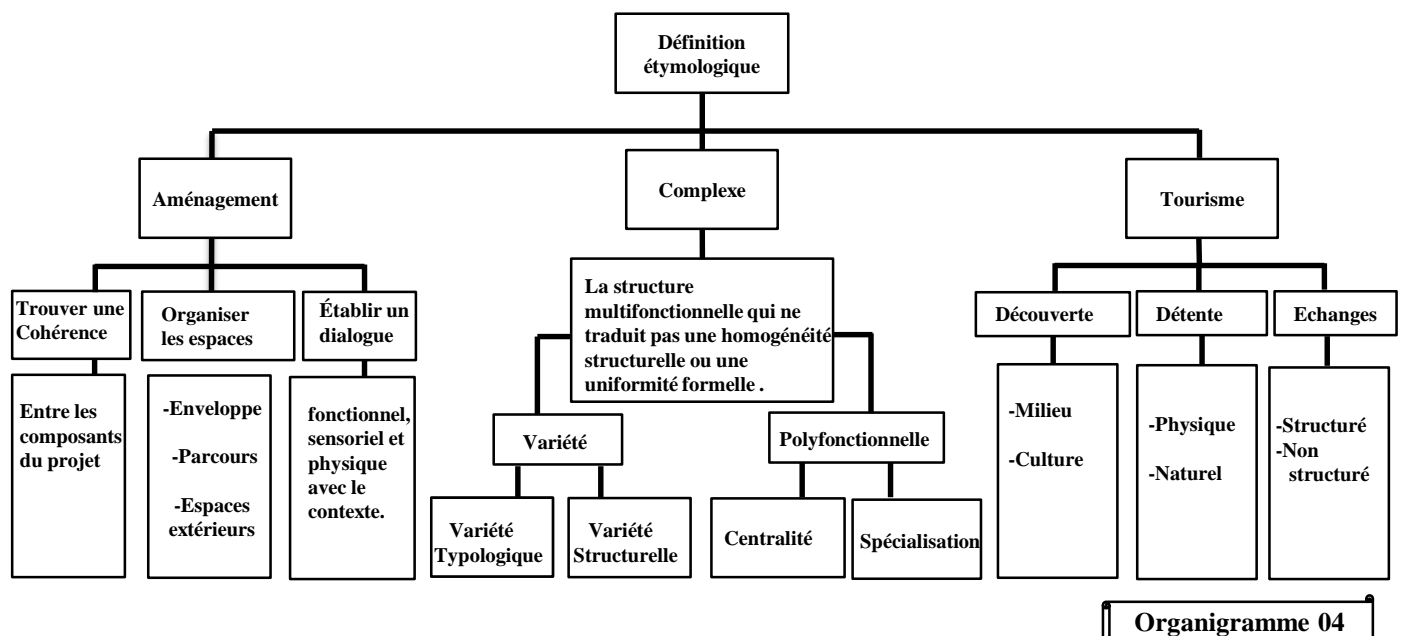 Définition
étymologique
Aménagement
Complexe
Tourisme
Trouver une
Cohérence
Organiser
les espaces
Établir un
dialogue
La structure
multifonctionnelle qui ne
traduit pas une homogénéité
structurelle ou une
uniformité formelle .
Découverte
Détente
Echanges
Entre les
composants
du projet
-Enveloppe
-Parcours
-Espaces
extérieurs
fonctionnel,
sensoriel et
physique
avec le
contexte.
Variété
Polyfonctionnelle
Variété
Typologique
Variété
Structurelle
Centralité
Spécialisation
-Milieu
-Culture
-Physique
-Naturel
-Structuré
-Non
structuré
Organigramme 04